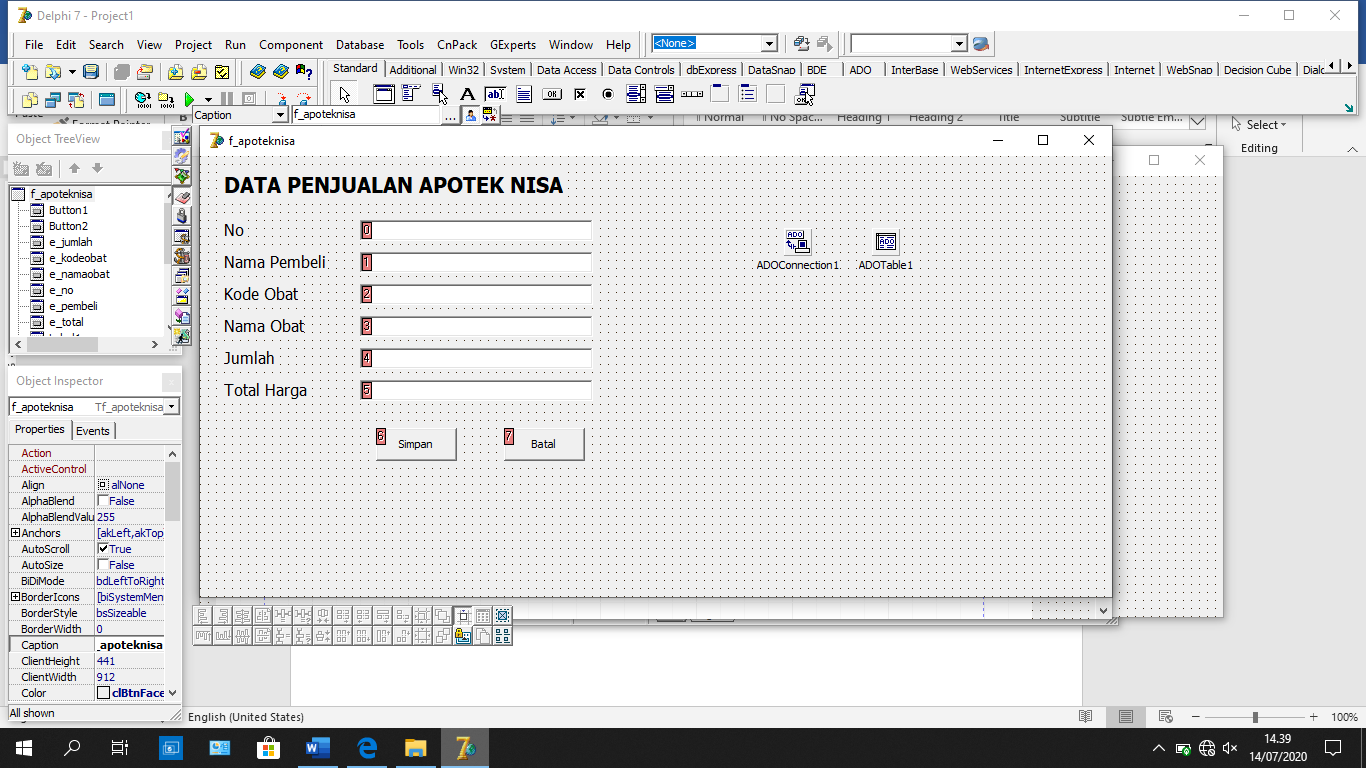 Delphi 7 - Project1
File Edit Search View Project Run Component Database Tools CnPack GExperts Window Help
<None>
Standard Additional Win32 System Data Access Data Controls dbExpress DataSnap BDE ADO InterBase WebServices InternetExpress Internet WebSnap Decision Cube
Caption f_apoteknisa
Normal No Spac... Heading 1 Heading 2 Title Subtitle Subtle Em...
Select
Editing
Object TreeView
f_apoteknisa
Button1
Button2
e_jumlah
e_kodeobat
e_namaobat
e_no
e_pembeli
e_total
f_apoteknisa
DATA PENJUALAN APOTEK NISA
No 0
Nama Pembeli 1
Kode Obat 2
Nama Obat 3
Jumlah 4
Total Harga 5
6 Simpan 7 Batal
ADOConnection1 ADOTable1
Object Inspector
f_apoteknisa Tf_apoteknisa
Properties Events
Action
ActiveControl
Align alNone
AlphaBlend False
AlphaBlendValu 255
Anchors [akLeft,akTop
AutoScroll True
AutoSize False
BiDiMode bdLeftToRight
BorderIcons [biSystemMen
BorderStyle bsSizeable
BorderWidth 0
Caption _apoteknisa
ClientHeight 441
ClientWidth 912
Color clBtnFace
All shown
English (United States)
100%
14.39
14/07/2020